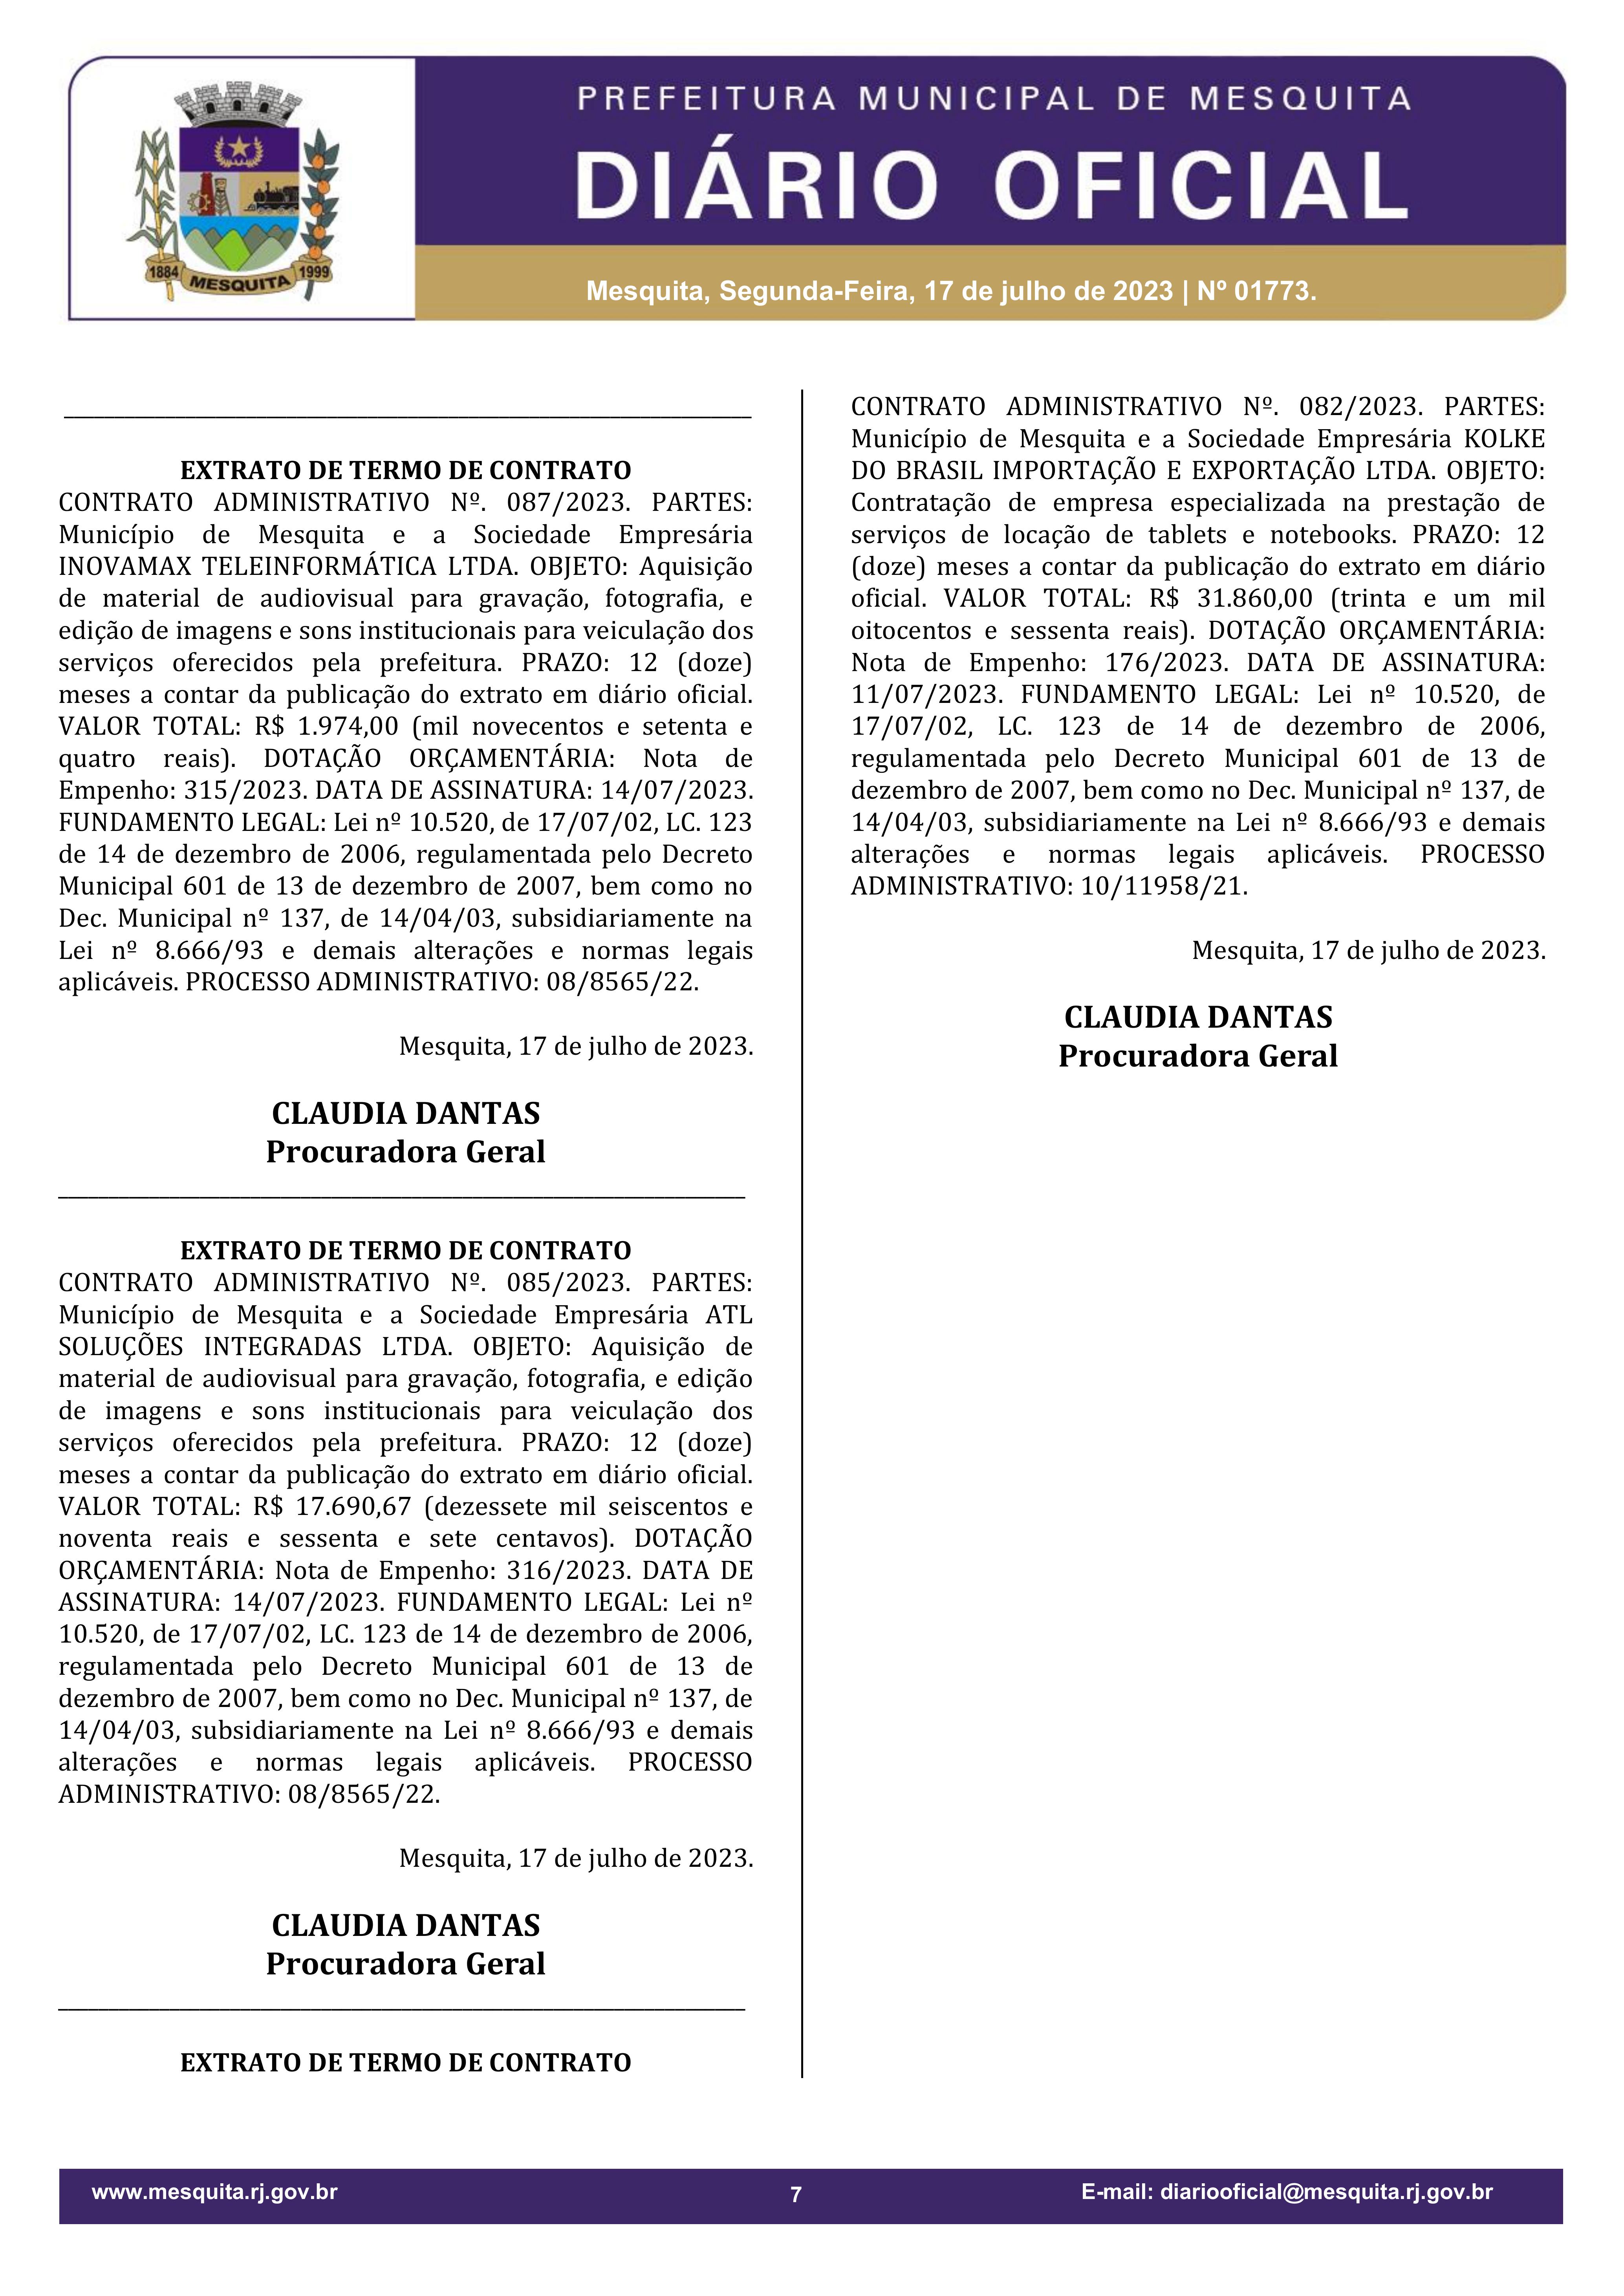 PREFEITURA MUNICIPAL DE MESQUITA
DIÁRIO OFICIAL
Mesquita, Segunda-Feira, 17 de julho de 2023 | Nº 01773.
1884 MESQUITA 1999
EXTRATO DE TERMO DE CONTRATO
CONTRATO ADMINISTRATIVO Nº. 087/2023. PARTES:
Município de Mesquita e a Sociedade Empresária
INOVAMAX TELEINFORMÁTICA LTDA. OBJETO: Aquisição
de material de audiovisual para gravação, fotografia, e
edição de imagens e sons institucionais para veiculação dos
serviços oferecidos pela prefeitura. PRAZO: 12 (doze)
meses a contar da publicação do extrato em diário oficial.
VALOR TOTAL: R$ 1.974,00 (mil novecentos e setenta e
quatro reais). DOTAÇÃO ORÇAMENTÁRIA: Nota de
Empenho: 315/2023. DATA DE ASSINATURA: 14/07/2023.
FUNDAMENTO LEGAL: Lei nº 10.520, de 17/07/02, LC. 123
de 14 de dezembro de 2006, regulamentada pelo Decreto
Municipal 601 de 13 de dezembro de 2007, bem como no
Dec. Municipal nº 137, de 14/04/03, subsidiariamente na
Lei nº 8.666/93 e demais alterações e normas legais
aplicáveis. PROCESSO ADMINISTRATIVO: 08/8565/22.
Mesquita, 17 de julho de 2023.
CLAUDIA DANTAS
Procuradora Geral
EXTRATO DE TERMO DE CONTRATO
CONTRATO ADMINISTRATIVO Nº. 085/2023. PARTES:
Município de Mesquita e a Sociedade Empresária ATL
SOLUÇÕES INTEGRADAS LTDA. OBJETO: Aquisição de
material de audiovisual para gravação, fotografia, e edição
de imagens e sons institucionais para veiculação dos
serviços oferecidos pela prefeitura. PRAZO: 12 (doze)
meses a contar da publicação do extrato em diário oficial.
VALOR TOTAL: R$ 17.690,67 (dezessete mil seiscentos e
noventa reais e sessenta e sete centavos). DOTAÇÃO
ORÇAMENTÁRIA: Nota de Empenho: 316/2023. DATA DE
ASSINATURA: 14/07/2023. FUNDAMENTO LEGAL: Lei nº
10.520, de 17/07/02, LC. 123 de 14 de dezembro de 2006,
regulamentada pelo Decreto Municipal 601 de 13 de
dezembro de 2007, bem como no Dec. Municipal nº 137, de
14/04/03, subsidiariamente na Lei nº 8.666/93 e demais
alterações e normas legais aplicáveis. PROCESSO
ADMINISTRATIVO: 08/8565/22.
Mesquita, 17 de julho de 2023.
CLAUDIA DANTAS
Procuradora Geral
EXTRATO DE TERMO DE CONTRATO
CONTRATO ADMINISTRATIVO Nº. 082/2023. PARTES:
Município de Mesquita e a Sociedade Empresária KOLKE
DO BRASIL IMPORTAÇÃO E EXPORTAÇÃO LTDA. OBJETO:
Contratação de empresa especializada na prestação de
serviços de locação de tablets e notebooks. PRAZO: 12
(doze) meses a contar da publicação do extrato em diário
oficial. VALOR TOTAL: R$ 31.860,00 (trinta e um mil
oitocentos e sessenta reais). DOTAÇÃO ORÇAMENTÁRIA:
Nota de Empenho: 176/2023. DATA DE ASSINATURA:
11/07/2023. FUNDAMENTO LEGAL: Lei nº 10.520, de
17/07/02, LC. 123 de 14 de dezembro de 2006,
regulamentada pelo Decreto Municipal 601 de 13 de
dezembro de 2007, bem como no Dec. Municipal nº 137, de
14/04/03, subsidiariamente na Lei nº 8.666/93 e demais
alterações e normas legais aplicáveis. PROCESSO
ADMINISTRATIVO: 10/11958/21.
Mesquita, 17 de julho de 2023.
CLAUDIA DANTAS
Procuradora Geral
www.mesquita.rj.gov.br
7
E-mail: diariooficial@mesquita.rj.gov.br